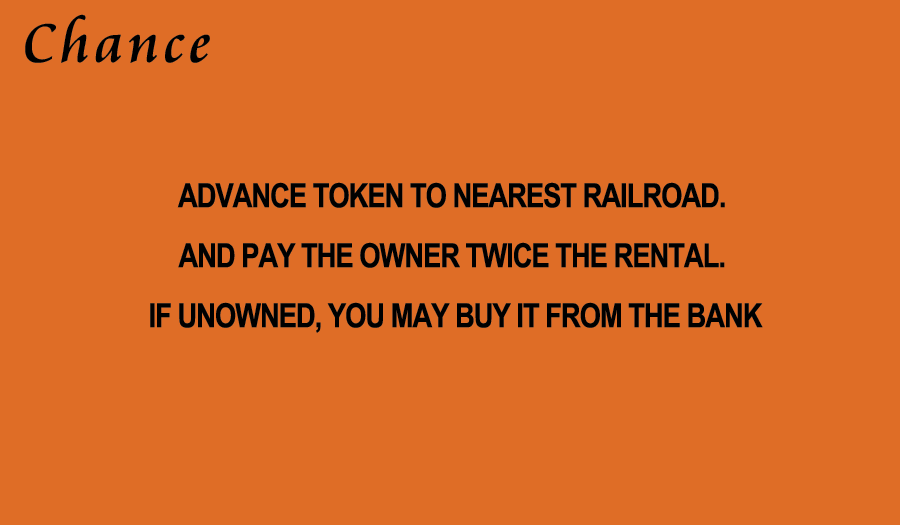 Chance
ADVANCE TOKEN TO NEAREST RAILROAD.
AND PAY THE OWNER TWICE THE RENTAL.
IF UNOWNED, YOU MAY BUY IT FROM THE BANK